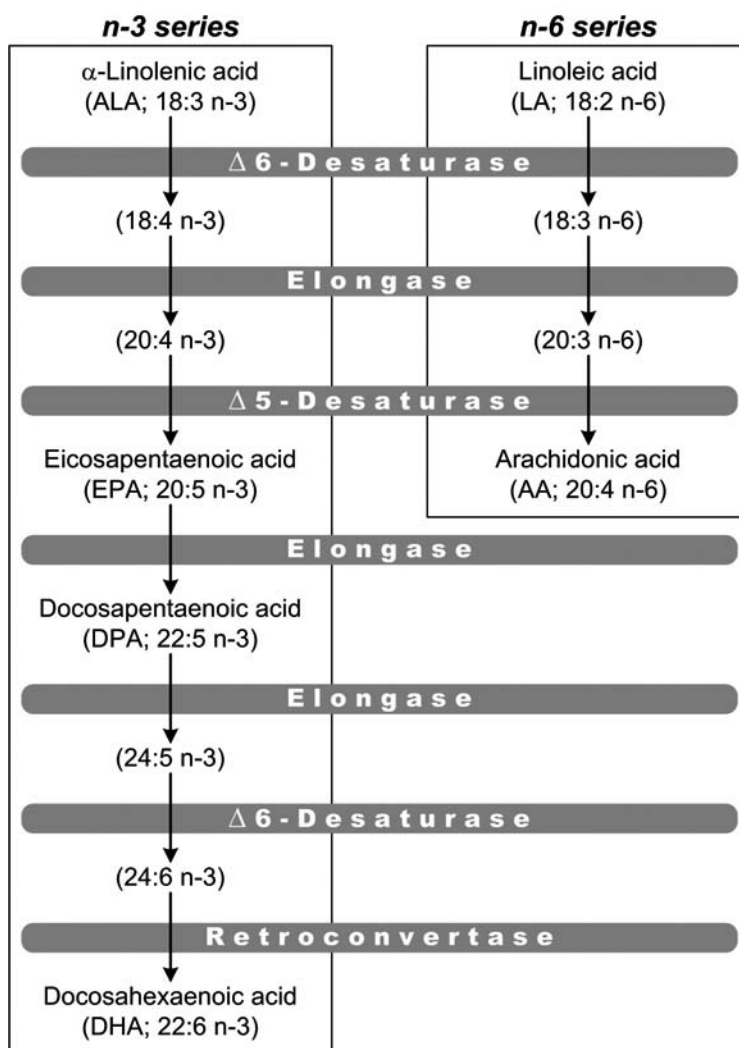 n-3 series
n-6 series
α-Linolenic acid
(ALA; 18:3 n-3)
Linoleic acid
(LA; 18:2 n-6)
Δ6-Desaturase
(18:4 n-3)
(18:3 n-6)
Elongase
(20:4 n-3)
(20:3 n-6)
Δ5-Desaturase
Eicosapentaenoic acid
(EPA; 20:5 n-3)
Arachidonic acid
(AA; 20:4 n-6)
Elongase
Docosapentaenoic acid
(DPA; 22:5 n-3)
Elongase
(24:5 n-3)
Δ6-Desaturase
(24:6 n-3)
Retroconvertase
Docosahexaenoic acid
(DHA; 22:6 n-3)